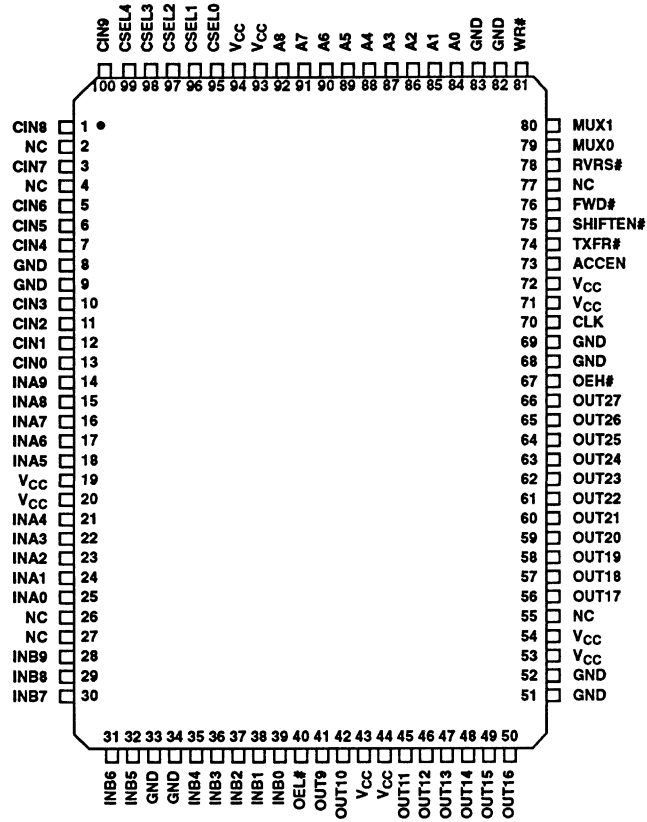 CIN9 CSEL4 CSEL3 CSEL2 CSEL1 CSEL0 VCC VCC A8 A7 A6 A5 A4 A3 A2 A1 A0 GND GND WR#
100 99 98 97 96 95 94 93 92 91 90 89 88 87 86 85 84 83 82 81
CIN8 1
NC 2
CIN7 3
NC 4
CIN6 5
CIN5 6
CIN4 7
GND 8
GND 9
CIN3 10
CIN2 11
CIN1 12
CIN0 13
INA9 14
INA8 15
INA7 16
INA6 17
INA5 18
VCC 19
VCC 20
INA4 21
INA3 22
INA2 23
INA1 24
INA0 25
NC 26
NC 27
INB9 28
INB8 29
INB7 30
80 MUX1
79 MUX0
78 RVRS#
77 NC
76 FWD#
75 SHIFTEN#
74 TXFR#
73 ACCEN
72 VCC
71 VCC
70 CLK
69 GND
68 GND
67 OEH#
66 OUT27
65 OUT26
64 OUT25
63 OUT24
62 OUT23
61 OUT22
60 OUT21
59 OUT20
58 OUT19
57 OUT18
56 OUT17
55 NC
54 VCC
53 VCC
52 GND
51 GND
31 32 33 34 35 36 37 38 39 40 41 42 43 44 45 46 47 48 49 50
INB6 INB5 GND GND INB4 INB3 INB2 INB1 INB0 OEL# OUT9 OUT10 VCC VCC OUT11 OUT12 OUT13 OUT14 OUT15 OUT16